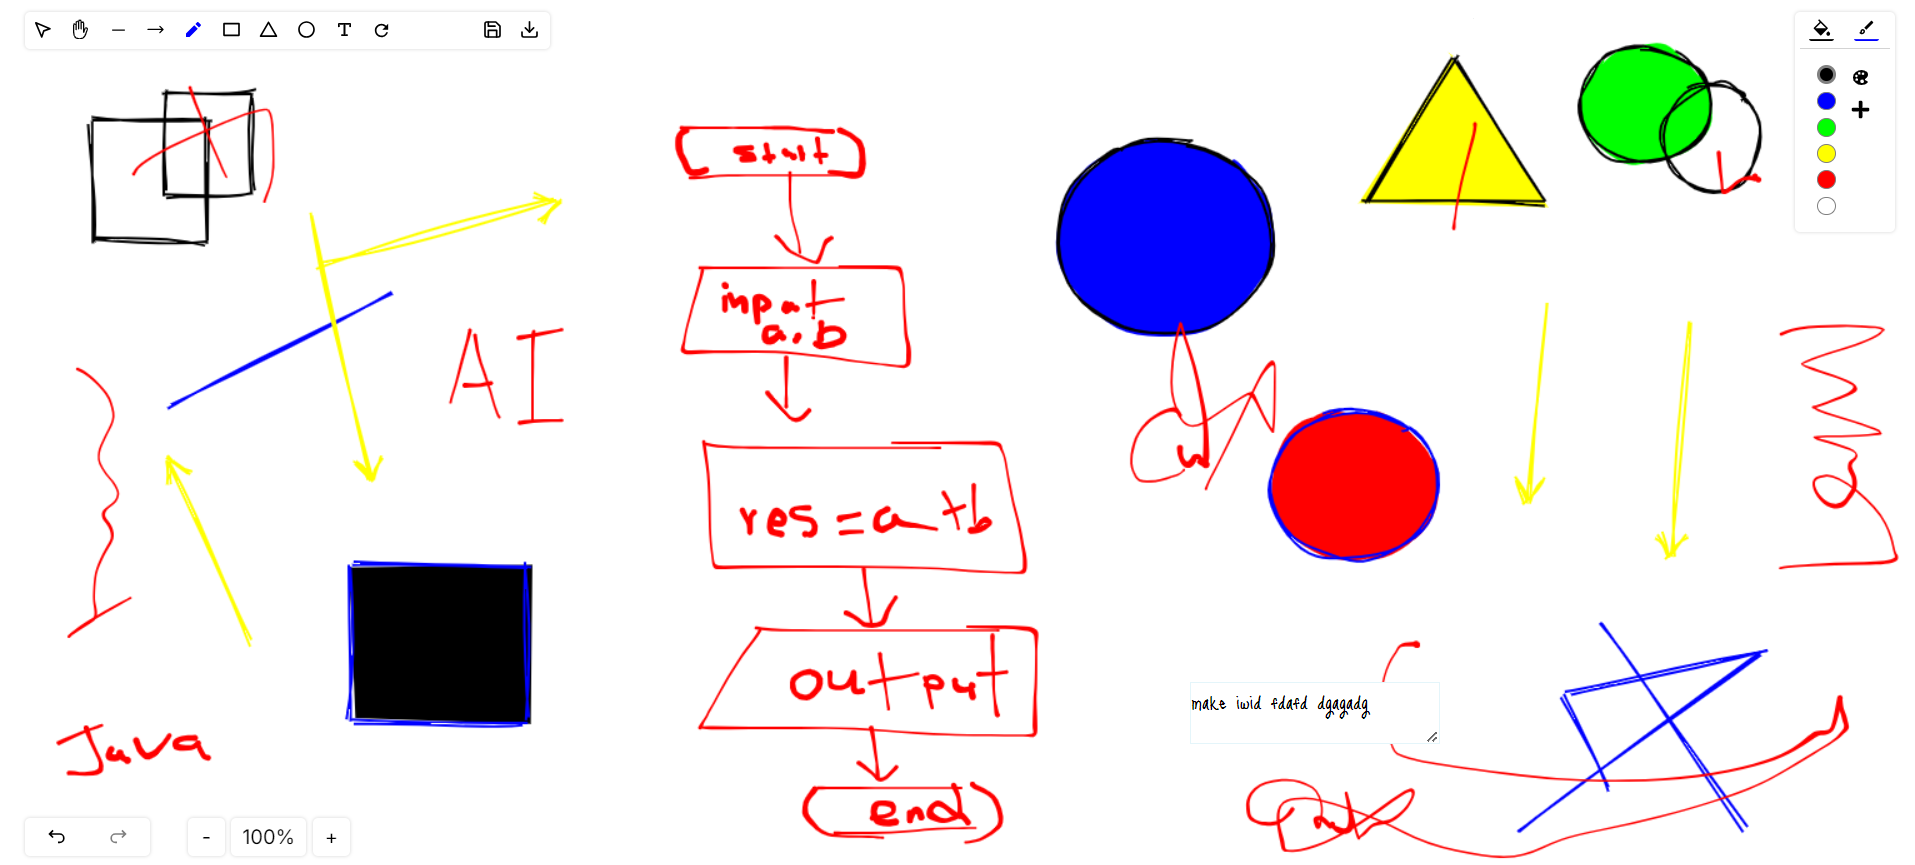 start
input
a,b
AI
res = a+b
make iwid fdafd dgagadg
output
Java
end
100%